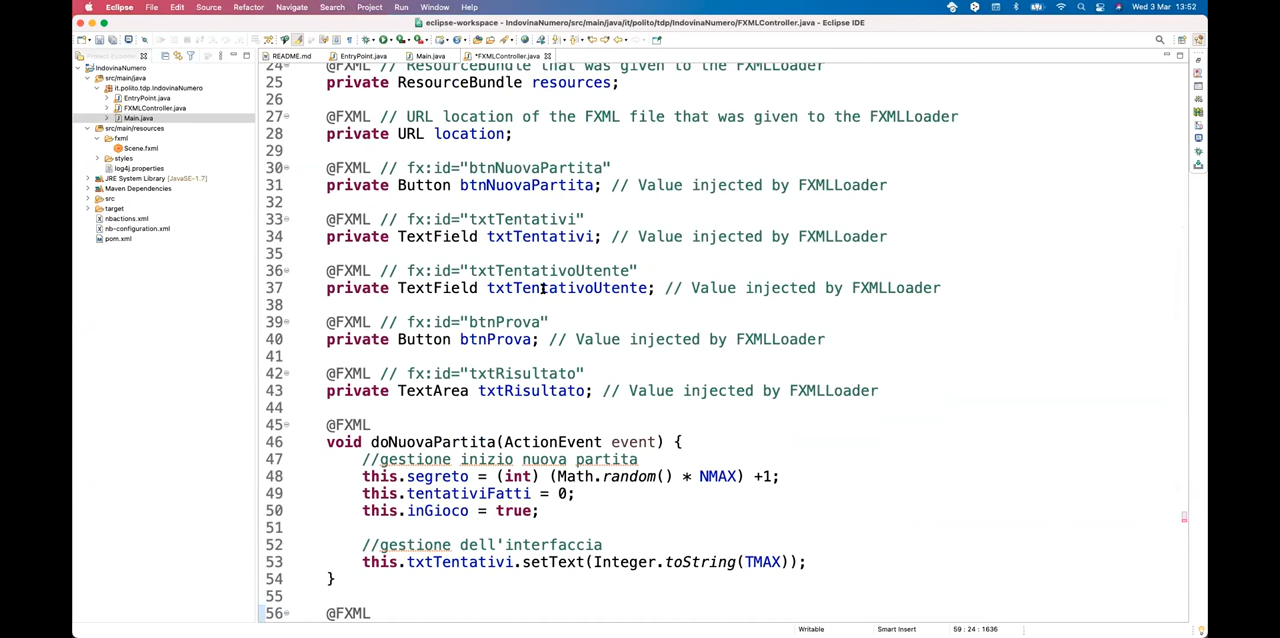 Eclipse File Edit Source Refactor Navigate Search Project Run Window Help Wed 3 Mar 13:52
eclipse-workspace - IndovinaNumero/src/main/java/it/polito/tdp/IndovinaNumero/FXMLController.java - Eclipse IDE
Project Explorer
README.md EntryPoint.java Main.java *FXMLController.java
IndovinaNumero
src/main/java
it.polito.tdp.IndovinaNumero
EntryPoint.java
FXMLController.java
Main.java
src/main/resources
fxml
Scene.fxml
styles
log4j.properties
JRE System Library [JavaSE-1.7]
Maven Dependencies
src
target
nbactions.xml
nb-configuration.xml
pom.xml
24 @FXML // ResourceBundle that was given to the FXMLLoader
25 private ResourceBundle resources;
26
27 @FXML // URL location of the FXML file that was given to the FXMLLoader
28 private URL location;
29
30 @FXML // fx:id="btnNuovaPartita"
31 private Button btnNuovaPartita; // Value injected by FXMLLoader
32
33 @FXML // fx:id="txtTentativi"
34 private TextField txtTentativi; // Value injected by FXMLLoader
35
36 @FXML // fx:id="txtTentativoUtente"
37 private TextField txtTentativoUtente; // Value injected by FXMLLoader
38
39 @FXML // fx:id="btnProva"
40 private Button btnProva; // Value injected by FXMLLoader
41
42 @FXML // fx:id="txtRisultato"
43 private TextArea txtRisultato; // Value injected by FXMLLoader
44
45 @FXML
46 void doNuovaPartita(ActionEvent event) {
47 //gestione inizio nuova partita
48 this.segreto = (int) (Math.random() * NMAX) +1;
49 this.tentativiFatti = 0;
50 this.inGioco = true;
51
52 //gestione dell'interfaccia
53 this.txtTentativi.setText(Integer.toString(TMAX));
54 }
55
56 @FXML
Writable Smart Insert 59 : 24 : 1636